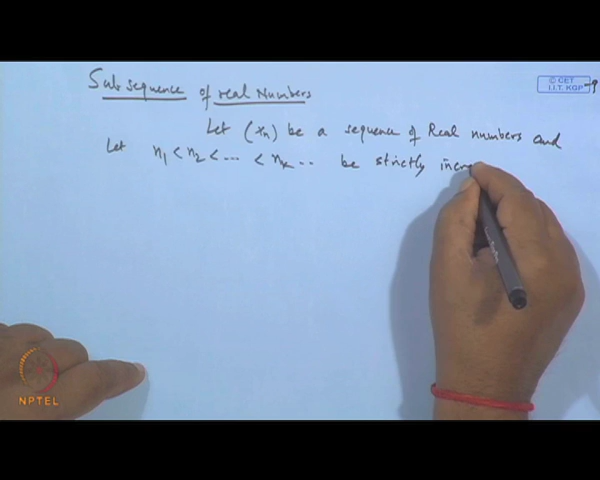 Subsequence of real Numbers
© CET
I.I.T. KGP
Let (xn) be a sequence of Real numbers and
Let n1 < n2 < ... < nk .. be strictly incre
NPTEL